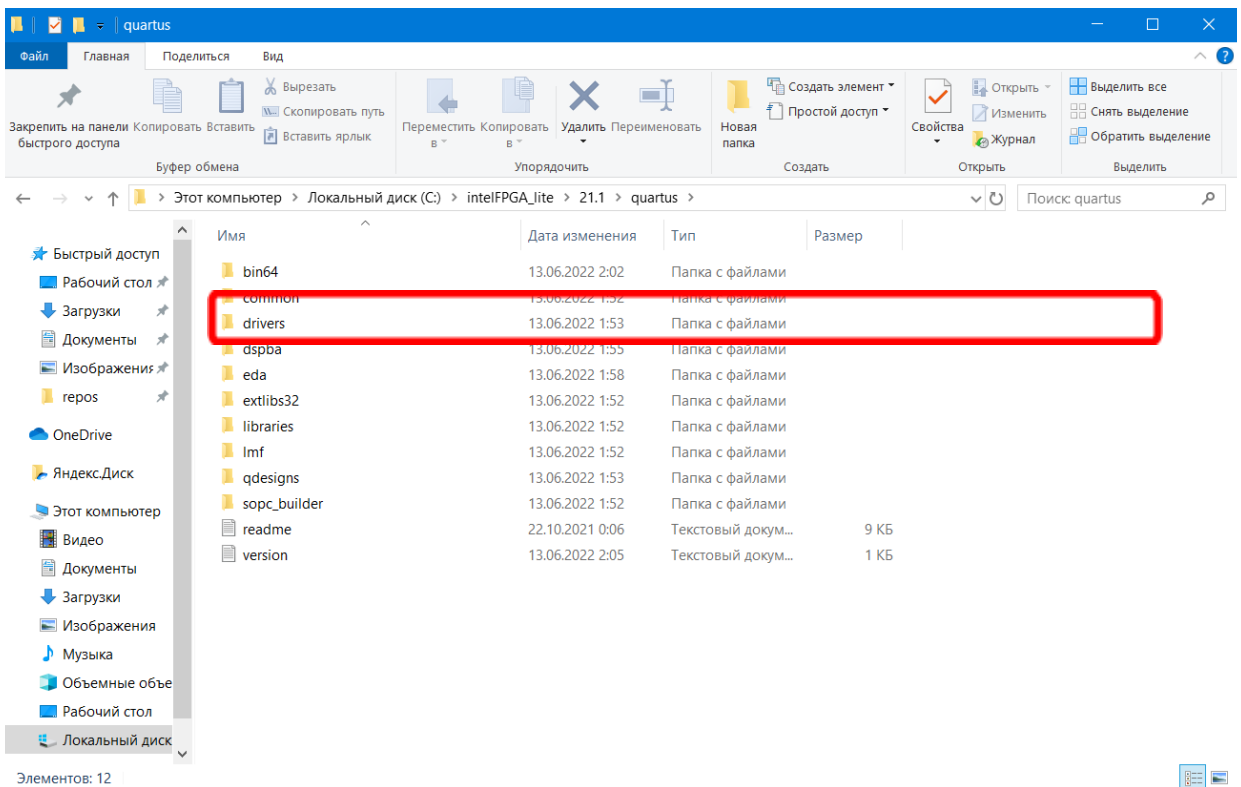 quartus
Файл Главная Поделиться Вид
Закрепить на панели быстрого доступа
Копировать
Вставить
Вырезать
Скопировать путь
Вставить ярлык
Буфер обмена
Переместить в
Копировать в
Удалить
Переименовать
Упорядочить
Новая папка
Создать элемент
Простой доступ
Создать
Свойства
Открыть
Изменить
Журнал
Открыть
Выделить все
Снять выделение
Обратить выделение
Выделить
Этот компьютер > Локальный диск (C:) > intelFPGA_lite > 21.1 > quartus >
Поиск: quartus
Быстрый доступ
Рабочий стол
Загрузки
Документы
Изображения
repos
OneDrive
Яндекс.Диск
Этот компьютер
Видео
Документы
Загрузки
Изображения
Музыка
Объемные объе
Рабочий стол
Локальный диск
Имя Дата изменения Тип Размер
bin64 13.06.2022 2:02 Папка с файлами
common 13.06.2022 1:52 Папка с файлами
drivers 13.06.2022 1:53 Папка с файлами
dspba 13.06.2022 1:55 Папка с файлами
eda 13.06.2022 1:58 Папка с файлами
extlibs32 13.06.2022 1:52 Папка с файлами
libraries 13.06.2022 1:52 Папка с файлами
lmf 13.06.2022 1:52 Папка с файлами
qdesigns 13.06.2022 1:53 Папка с файлами
sopc_builder 13.06.2022 1:52 Папка с файлами
readme 22.10.2021 0:06 Текстовый докум... 9 КБ
version 13.06.2022 2:05 Текстовый докум... 1 КБ
Элементов: 12